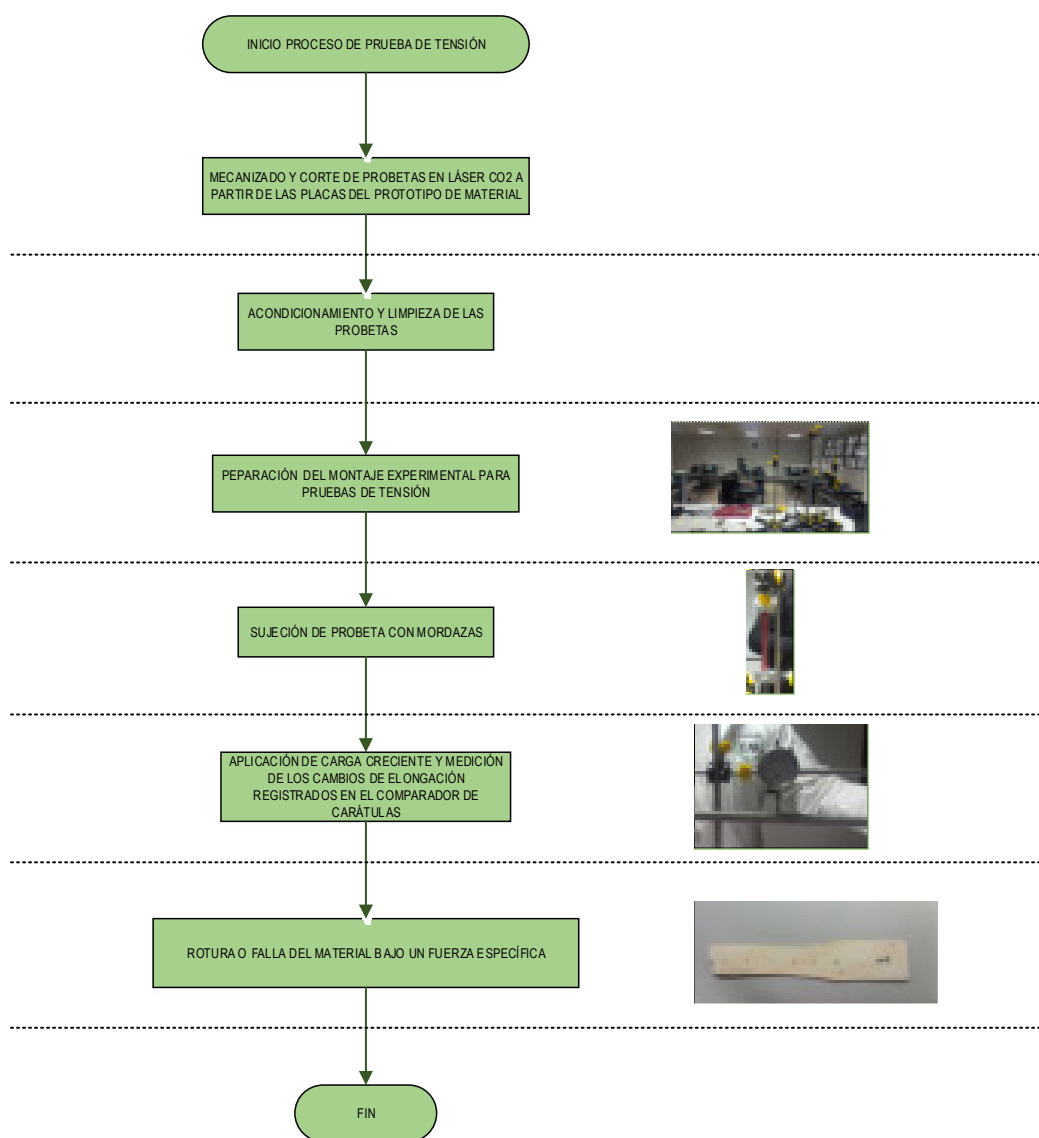 INICIO PROCESO DE PRUEBA DE TENSIÓN
MECANIZADO Y CORTE DE PROBETAS EN LÁSER CO2 A
PARTIR DE LAS PLACAS DEL PROTOTIPO DE MATERIAL
ACONDICIONAMIENTO Y LIMPIEZA DE LAS
PROBETAS
PEPARACIÓN DEL MONTAJE EXPERIMENTAL PARA
PRUEBAS DE TENSIÓN
SUJECIÓN DE PROBETA CON MORDAZAS
APLICACIÓN DE CARGA CRECIENTE Y MEDICIÓN
DE LOS CAMBIOS DE ELONGACIÓN
REGISTRADOS EN EL COMPARADOR DE
CARÁTULAS
ROTURA O FALLA DEL MATERIAL BAJO UN FUERZA ESPECÍFICA
FIN